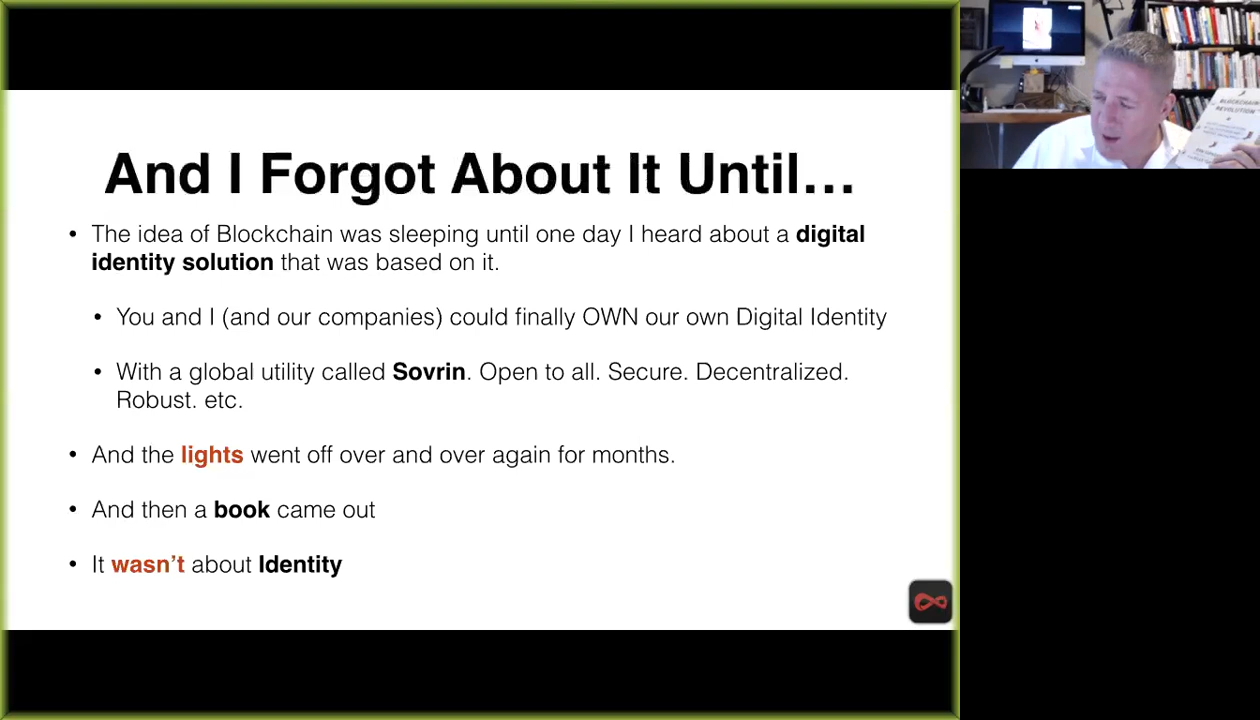 And I Forgot About It Until…
• The idea of Blockchain was sleeping until one day I heard about a digital
identity solution that was based on it.
• You and I (and our companies) could finally OWN our own Digital Identity
• With a global utility called Sovrin. Open to all. Secure. Decentralized.
Robust. etc.
• And the lights went off over and over again for months.
• And then a book came out
• It wasn’t about Identity
BLOCKCHAIN
REVOLUTION